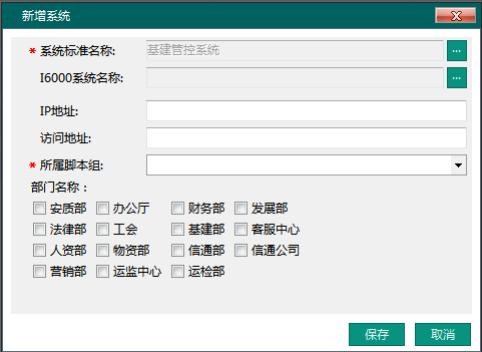 新增系统
* 系统标准名称: 基建管控系统 ...
I6000系统名称: ...
IP地址:
访问地址:
* 所属脚本组:
部门名称：
安质部 办公厅 财务部 发展部
法律部 工会 基建部 客服中心
人资部 物资部 信通部 信通公司
营销部 运监中心 运检部
保存 取消